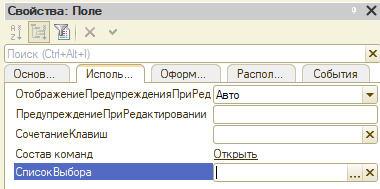 Свойства: Поле
Поиск (Ctrl+Alt+I)
Основ... Исполь... Оформ... Распол... События
ОтображениеПредупрежденияПриРед Авто
ПредупреждениеПриРедактировании
СочетаниеКлавиш
Состав команд Открыть
СписокВыбора ...